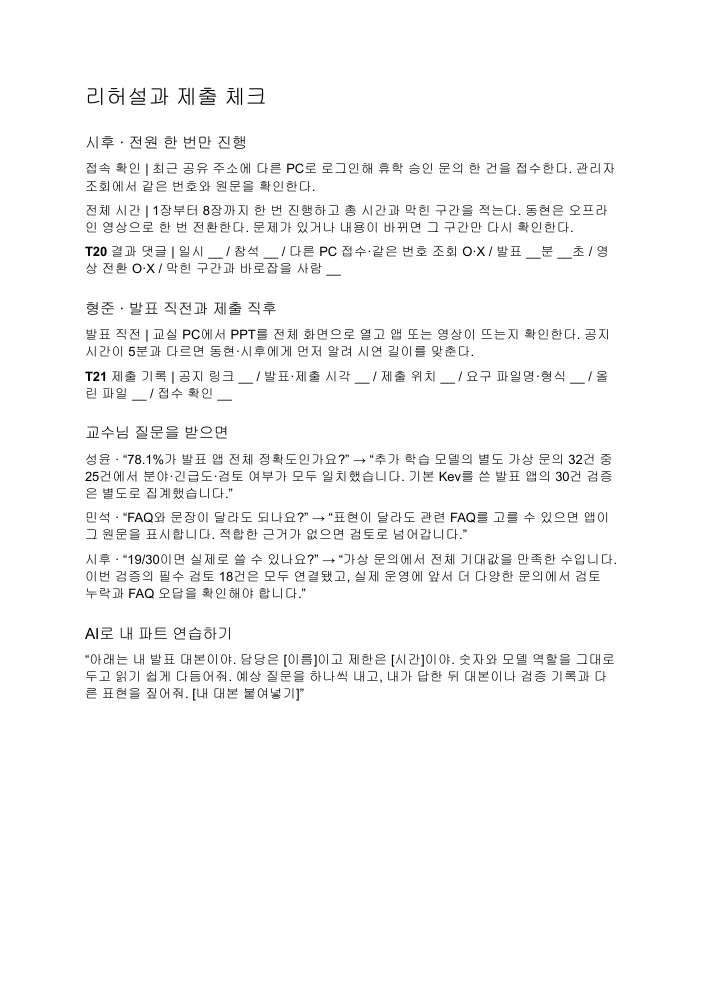 리허설과 제출 체크
시후 · 전원 한 번만 진행
접속 확인 | 최근 공유 주소에 다른 PC로 로그인해 휴학 승인 문의 한 건을 접수한다. 관리자
조회에서 같은 번호와 원문을 확인한다.
전체 시간 | 1장부터 8장까지 한 번 진행하고 총 시간과 막힌 구간을 적는다. 동현은 오프라
인 영상으로 한 번 전환한다. 문제가 있거나 내용이 바뀌면 그 구간만 다시 확인한다.
T20 결과 댓글 | 일시 __ / 참석 __ / 다른 PC 접수·같은 번호 조회 O·X / 발표 __분 __초 / 영
상 전환 O·X / 막힌 구간과 바로잡을 사람 __
형준 · 발표 직전과 제출 직후
발표 직전 | 교실 PC에서 PPT를 전체 화면으로 열고 앱 또는 영상이 뜨는지 확인한다. 공지
시간이 5분과 다르면 동현·시후에게 먼저 알려 시연 길이를 맞춘다.
T21 제출 기록 | 공지 링크 __ / 발표·제출 시각 __ / 제출 위치 __ / 요구 파일명·형식 __ / 올
린 파일 __ / 접수 확인 __
교수님 질문을 받으면
성윤 · “78.1%가 발표 앱 전체 정확도인가요?” → “추가 학습 모델의 별도 가상 문의 32건 중
25건에서 분야·긴급도·검토 여부가 모두 일치했습니다. 기본 Kev를 쓴 발표 앱의 30건 검증
은 별도로 집계했습니다.”
민석 · “FAQ와 문장이 달라도 되나요?” → “표현이 달라도 관련 FAQ를 고를 수 있으면 앱이
그 원문을 표시합니다. 적합한 근거가 없으면 검토로 넘어갑니다.”
시후 · “19/30이면 실제로 쓸 수 있나요?” → “가상 문의에서 전체 기대값을 만족한 수입니다.
이번 검증의 필수 검토 18건은 모두 연결됐고, 실제 운영에 앞서 더 다양한 문의에서 검토
누락과 FAQ 오답을 확인해야 합니다.”
AI로 내 파트 연습하기
“아래는 내 발표 대본이야. 담당은 [이름]이고 제한은 [시간]이야. 숫자와 모델 역할을 그대로
두고 읽기 쉽게 다듬어줘. 예상 질문을 하나씩 내고, 내가 답한 뒤 대본이나 검증 기록과 다
른 표현을 짚어줘. [내 대본 붙여넣기]”